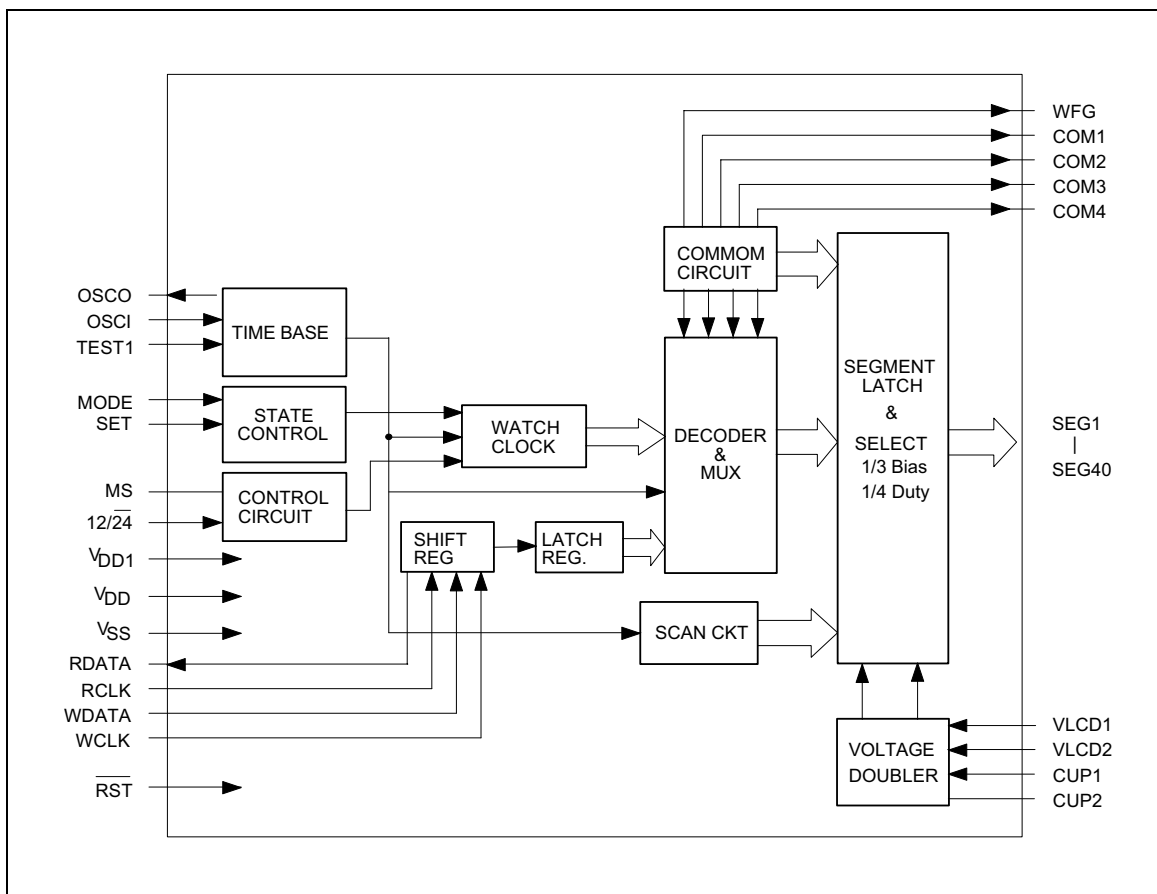 WFG
COM1
COM2
COM3
COM4
COMMOM
CIRCUIT
OSCO
OSCI
TEST1
TIME BASE
MODE
SET
STATE
CONTROL
MS
12/2̅4̅
CONTROL
CIRCUIT
WATCH
CLOCK
DECODER
&
MUX
SEGMENT
LATCH
&
SELECT
1/3 Bias
1/4 Duty
SEG1
|
SEG40
SHIFT
REG
LATCH
REG.
SCAN CKT
VDD1
VDD
VSS
RDATA
RCLK
WDATA
WCLK
R̅S̅T̅
VOLTAGE
DOUBLER
VLCD1
VLCD2
CUP1
CUP2